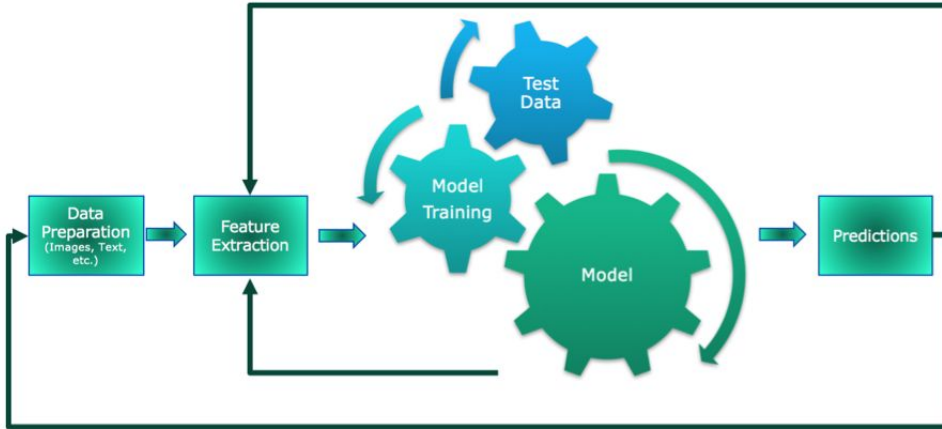 Test
Data
Model
Training
Data
Preparation
(Images, Text,
etc.)
Feature
Extraction
Model
Predictions